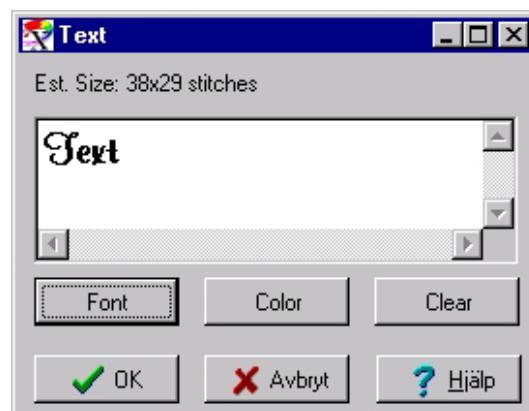 Text
Est. Size: 38x29 stitches
Text
Font Color Clear
OK Avbryt Hjälp